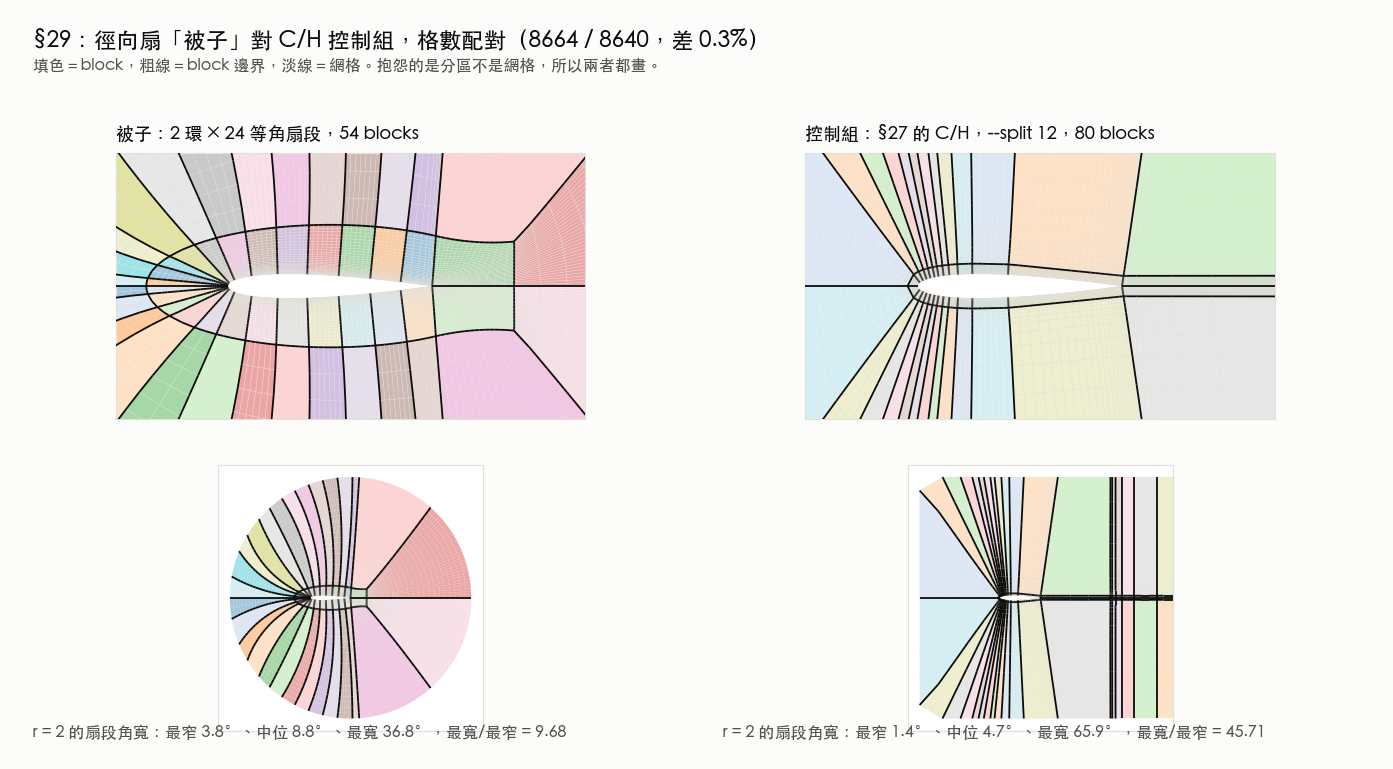 §29：徑向扇「被子」對 C/H 控制組，格數配對（8664 / 8640，差 0.3%）
填色＝block，粗線＝block 邊界，淡線＝網格。抱怨的是分區不是網格，所以兩者都畫。
被子：2 環 × 24 等角扇段，54 blocks
控制組：§27 的 C/H，--split 12，80 blocks
r = 2 的扇段角寬：最窄 3.8° 、中位 8.8° 、最寬 36.8° ，最寬/最窄 = 9.68
r = 2 的扇段角寬：最窄 1.4° 、中位 4.7° 、最寬 65.9° ，最寬/最窄 = 45.71